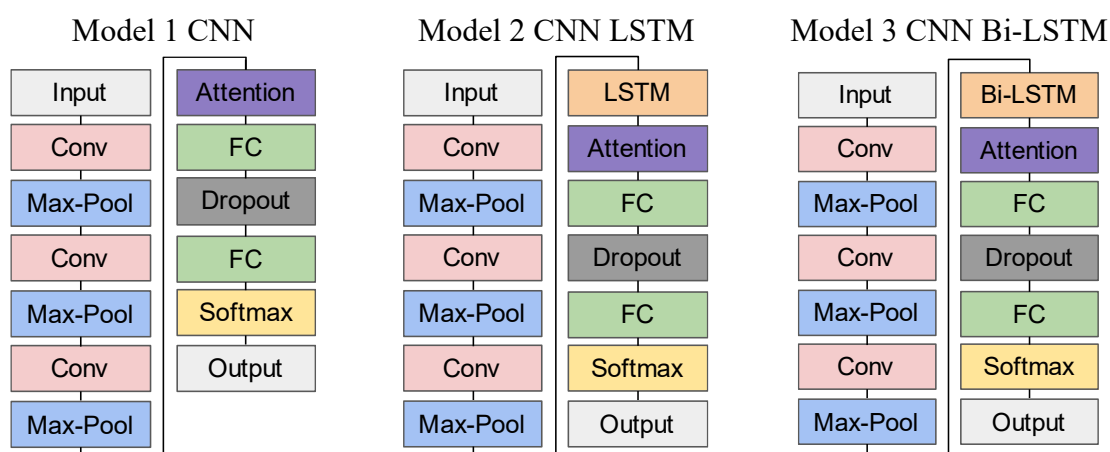 Model 1 CNN
Input
Conv
Max-Pool
Conv
Max-Pool
Conv
Max-Pool
Attention
FC
Dropout
FC
Softmax
Output
Model 2 CNN LSTM
Input
Conv
Max-Pool
Conv
Max-Pool
Conv
Max-Pool
LSTM
Attention
FC
Dropout
FC
Softmax
Output
Model 3 CNN Bi-LSTM
Input
Conv
Max-Pool
Conv
Max-Pool
Conv
Max-Pool
Bi-LSTM
Attention
FC
Dropout
FC
Softmax
Output